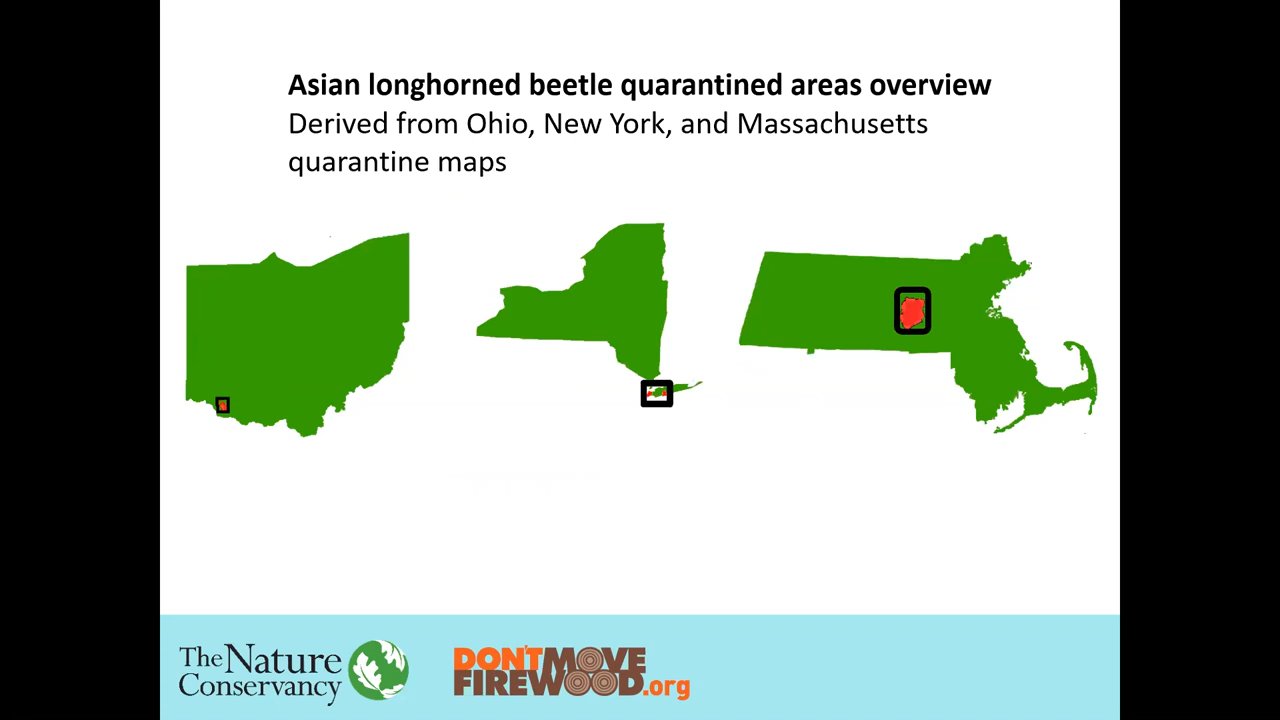 Asian longhorned beetle quarantined areas overview
Derived from Ohio, New York, and Massachusetts
quarantine maps
The Nature
Conservancy
DON'T MOVE
FIREWOOD.org